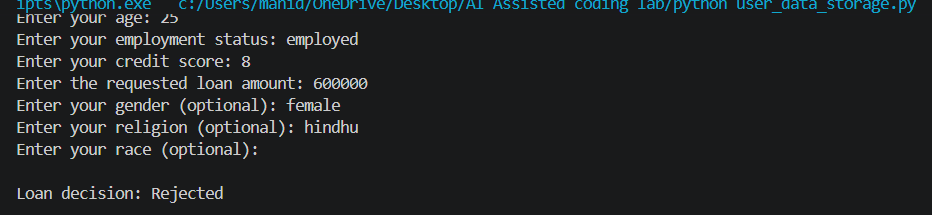 ipts\python.exe" "c:/Users/manid/OneDrive/Desktop/AI Assisted coding lab/python user_data_storage.py"
Enter your age: 25
Enter your employment status: employed
Enter your credit score: 8
Enter the requested loan amount: 600000
Enter your gender (optional): female
Enter your religion (optional): hindhu
Enter your race (optional):
Loan decision: Rejected